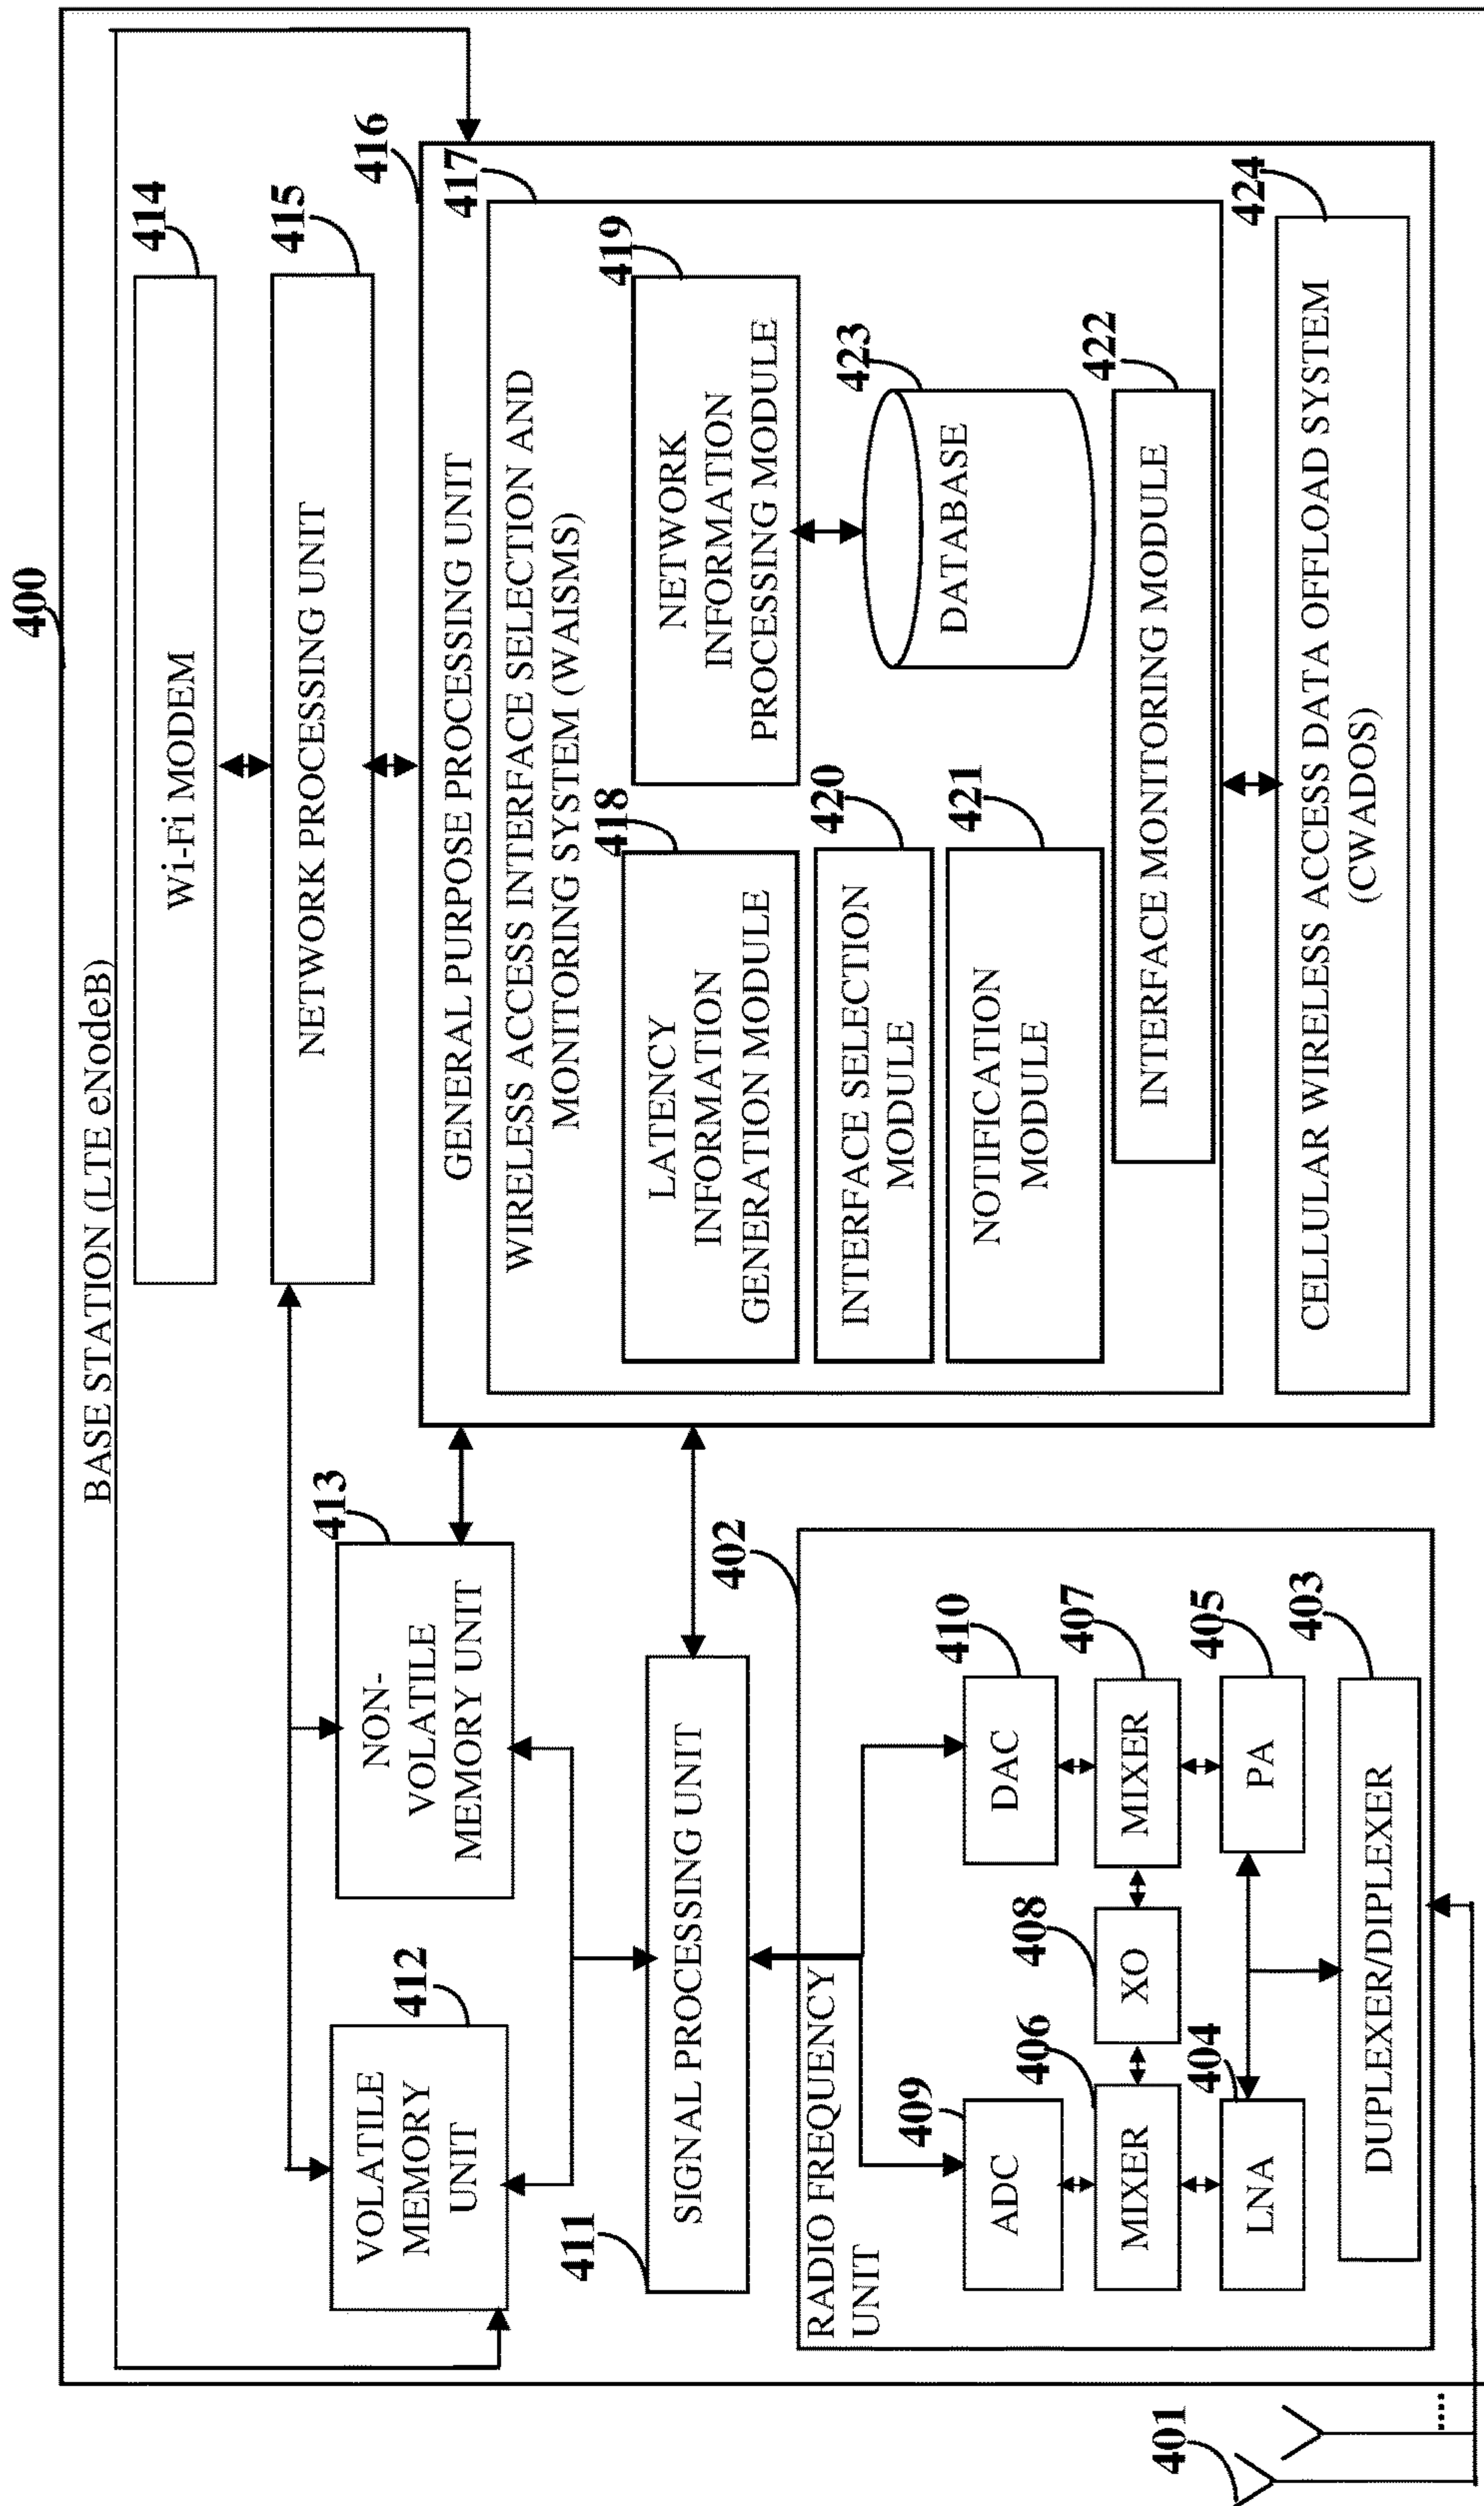 400
BASE STATION (LTE eNodeB)
412
VOLATILE
MEMORY
UNIT
413
NON-
VOLATILE
MEMORY UNIT
414
Wi-Fi MODEM
415
NETWORK PROCESSING UNIT
411
SIGNAL PROCESSING UNIT
402
RADIO FREQUENCY
UNIT
409
ADC
410
DAC
406
MIXER
408
XO
407
MIXER
404
LNA
405
PA
403
DUPLEXER/DIPLEXER
401
....
416
GENERAL PURPOSE PROCESSING UNIT
417
WIRELESS ACCESS INTERFACE SELECTION AND
MONITORING SYSTEM (WAISMS)
418
LATENCY
INFORMATION
GENERATION MODULE
419
NETWORK
INFORMATION
PROCESSING MODULE
420
INTERFACE SELECTION
MODULE
421
NOTIFICATION
MODULE
423
DATABASE
422
INTERFACE MONITORING MODULE
424
CELLULAR WIRELESS ACCESS DATA OFFLOAD SYSTEM
(CWADOS)